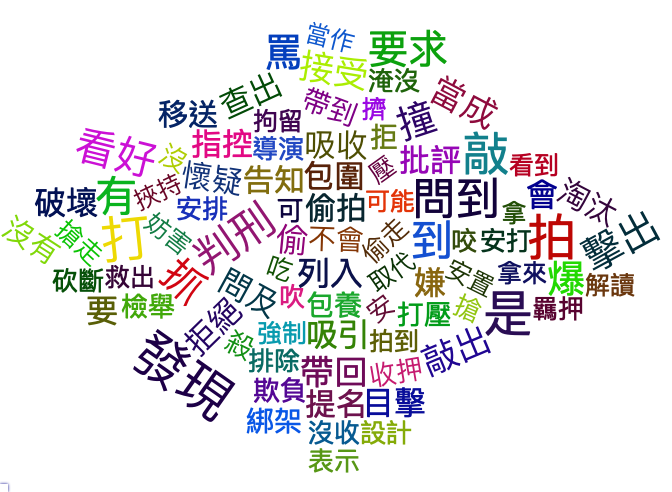 當作
罵
要求
接受
淹沒
查出
帶到
擠
當成
移送
拘留
撞
指控
導演
吸收
拒
看好
沒
懷疑
告知
包圍
壓
批評
敲
看到
破壞
有
挾持
安排
可
偷拍
可能
問到
會
淘汰
拿
沒有
搶走
打
妨害
判刑
偷
不會
偷走
到
咬
安打
拍
擊出
砍斷
救出
抓
問及
吃
列入
取代
嫌
安置
拿來
爆
解讀
要
檢舉
拒絕
吹
包養
安
打壓
搶
是
羈押
強制
吸引
拍到
殺
排除
敲出
發現
帶回
收押
欺負
提名
目擊
綁架
沒收
設計
表示